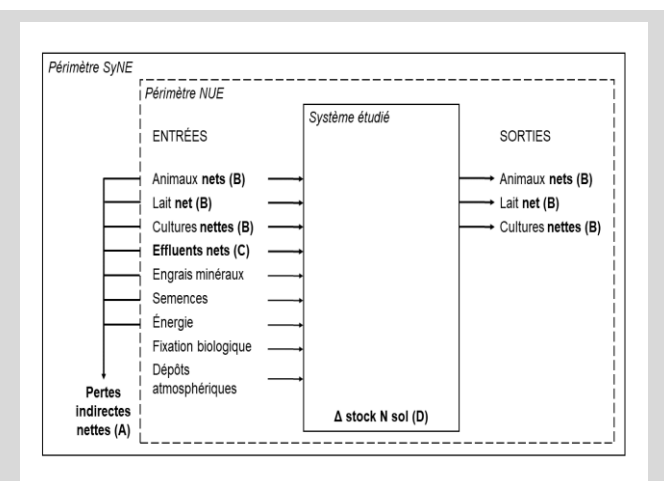 Périmètre SyNE
Périmètre NUE
Système étudié
ENTRÉES
SORTIES
Animaux nets (B)
Animaux nets (B)
Lait net (B)
Lait net (B)
Cultures nettes (B)
Cultures nettes (B)
Effluents nets (C)
Engrais minéraux
Semences
Énergie
Fixation biologique
Dépôts
atmosphériques
Pertes
indirectes
nettes (A)
Δ stock N sol (D)